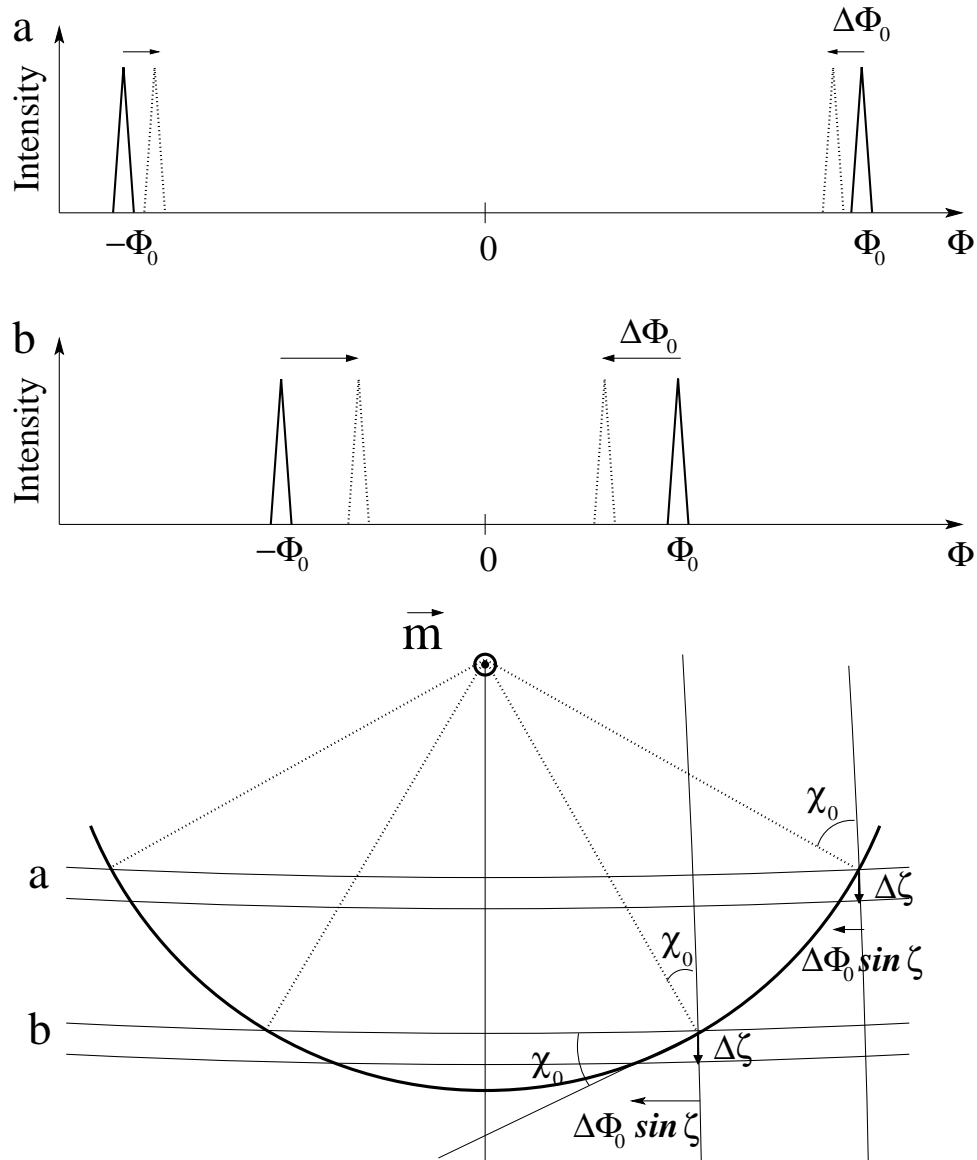 a
Intensity
ΔΦ₀
−Φ₀
0
Φ₀
Φ
b
Intensity
ΔΦ₀
−Φ₀
0
Φ₀
Φ
m
χ₀
a
Δζ
χ₀
ΔΦ₀ sin ζ
b
Δζ
χ₀
ΔΦ₀ sin ζ